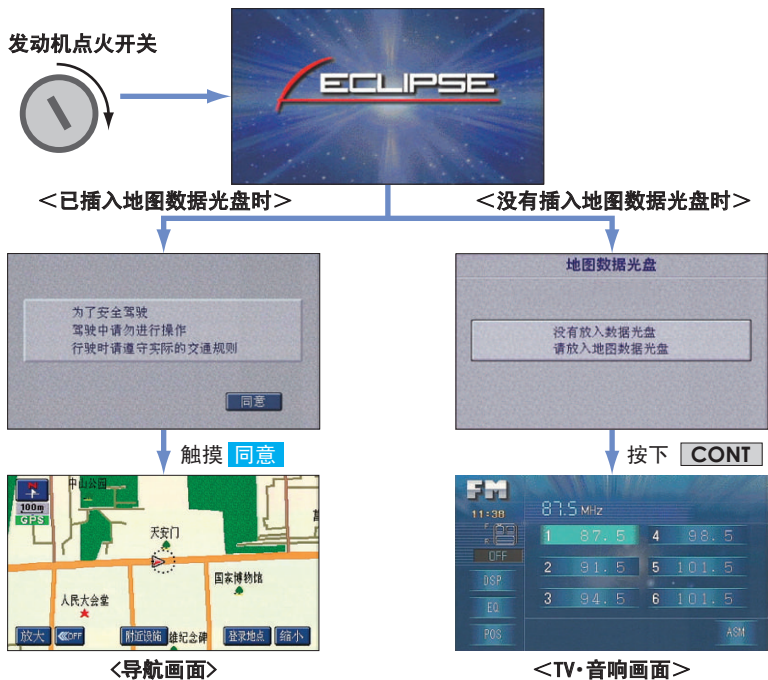 发动机点火开关
ECLIPSE
＜已插入地图数据光盘时＞
＜没有插入地图数据光盘时＞
为了安全驾驶
驾驶中请勿进行操作
行驶时请遵守实际的交通规则
同意
地图数据光盘
没有放入数据光盘
请放入地图数据光盘
触摸 同意
按下 CONT
中山公园
100m
GPS
天安门
国家博物馆
人民大会堂
放大
OFF
附近设施
雄纪念碑
登录地点
缩小
〈导航画面〉
FM
87.5 MHz
11:38
F
R
OFF
DSP
EQ
POS
1 87.5
4 98.5
2 91.5
5 101.5
3 94.5
6 101.5
ASM
＜TV·音响画面＞